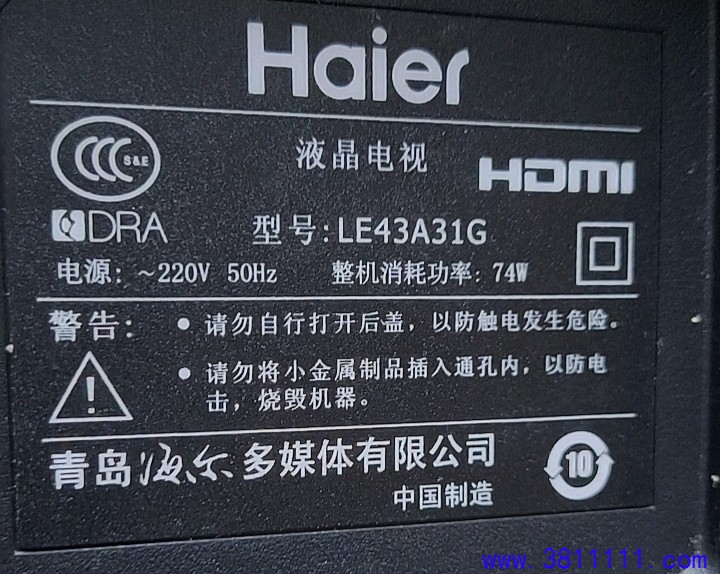 Haier
CCC S&E
液晶电视
HDMI
DRA
型号: LE43A31G
电源: ~220V 50Hz 整机消耗功率: 74W
警告: • 请勿自行打开后盖，以防触电发生危险。
• 请勿将小金属制品插入通孔内，以防电
击，烧毁机器。
!
青岛海尔多媒体有限公司
中国制造
10
www.3811111.com